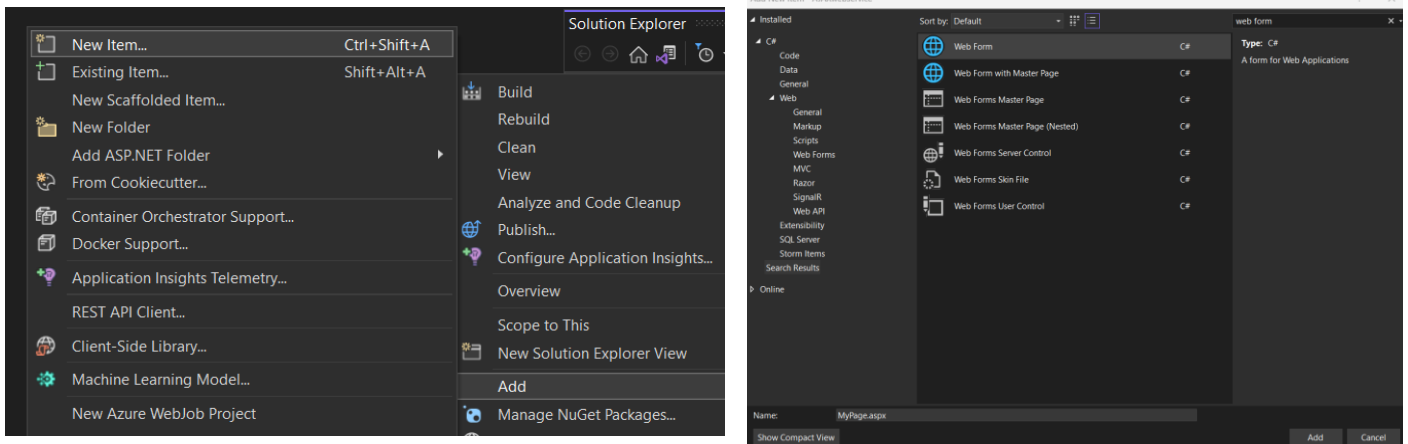 New Item... Ctrl+Shift+A
Existing Item... Shift+Alt+A
New Scaffolded Item...
New Folder
Add ASP.NET Folder
From Cookiecutter...
Container Orchestrator Support...
Docker Support...
Application Insights Telemetry...
REST API Client...
Client-Side Library...
Machine Learning Model...
New Azure WebJob Project
Solution Explorer
Build
Rebuild
Clean
View
Analyze and Code Cleanup
Publish...
Configure Application Insights...
Overview
Scope to This
New Solution Explorer View
Add
Manage NuGet Packages...
Installed
C#
Code
Data
General
Web
General
Markup
Scripts
Web Forms
MVC
Razor
SignalR
Web API
Extensibility
SQL Server
Storm Items
Search Results
Online
Sort by: Default
Web Form C#
Web Form with Master Page C#
Web Forms Master Page C#
Web Forms Master Page (Nested) C#
Web Forms Server Control C#
Web Forms Skin File C#
Web Forms User Control C#
web form
Type: C#
A form for Web Applications
Name: MyPage.aspx
Show Compact View
Add Cancel